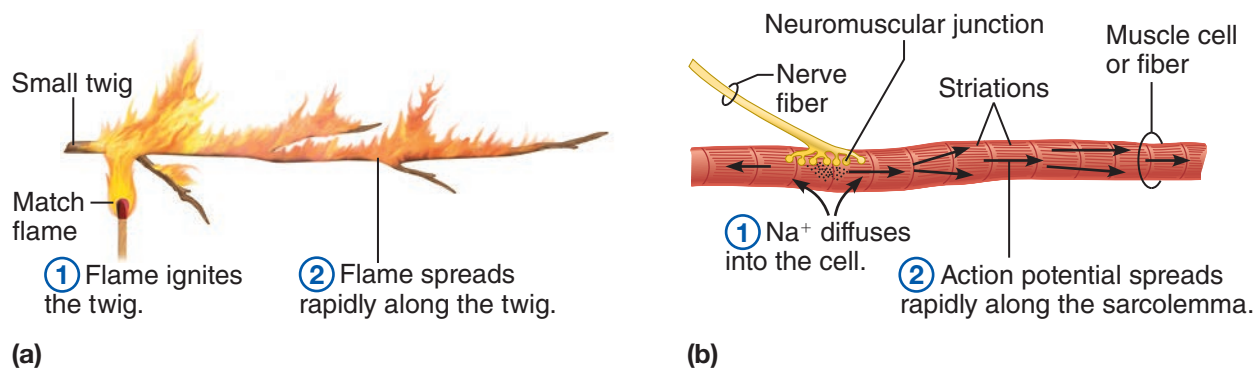 Small twig
Match
flame
1 Flame ignites
the twig.
2 Flame spreads
rapidly along the twig.
(a)
Neuromuscular junction
Nerve
fiber
Striations
Muscle cell
or fiber
1 Na⁺ diffuses
into the cell.
2 Action potential spreads
rapidly along the sarcolemma.
(b)